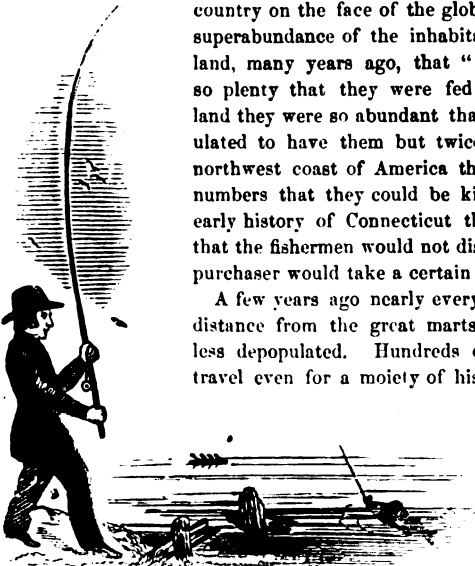 country on the face of the glob
superabundance of the inhabits
land, many years ago, that "
so plenty that they were fed
land they were so abundant tha
ulated to have them but twic
northwest coast of America th
numbers that they could be ki
early history of Connecticut th
that the fishermen would not dis
purchaser would take a certain
A few years ago nearly every
distance from the great marts
less depopulated. Hundreds
travel even for a moiety of his